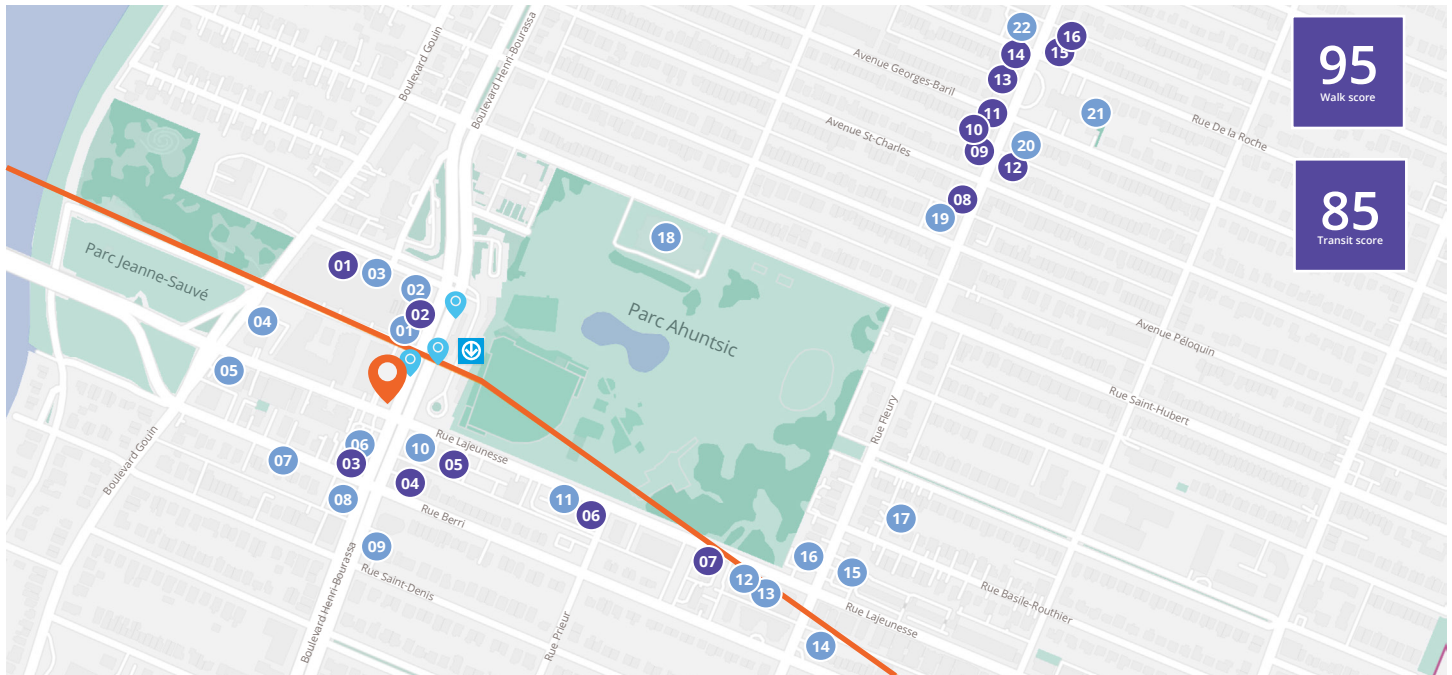 Boulevard Gouin
Boulevard Henri-Bourassa
22
16
15
14
13
Avenue Georges-Baril
95
Walk score
11
21
10
Avenue St-Charles
Rue De la Roche
20
09
12
85
Transit score
08
19
18
Parc Jeanne-Sauvé
01
03
02
02
01
04
Parc Ahuntsic
Avenue Péloquin
05
Rue Saint-Hubert
Rue Fleury
06
10
Rue Lajeunesse
07
03
05
04
Boulevard Gouin
08
11
06
Rue Berri
17
09
07
16
12
15
13
Rue Saint-Denis
Rue Basile-Routhier
Boulevard Henri-Bourassa
Rue Prieur
Rue Lajeunesse
14